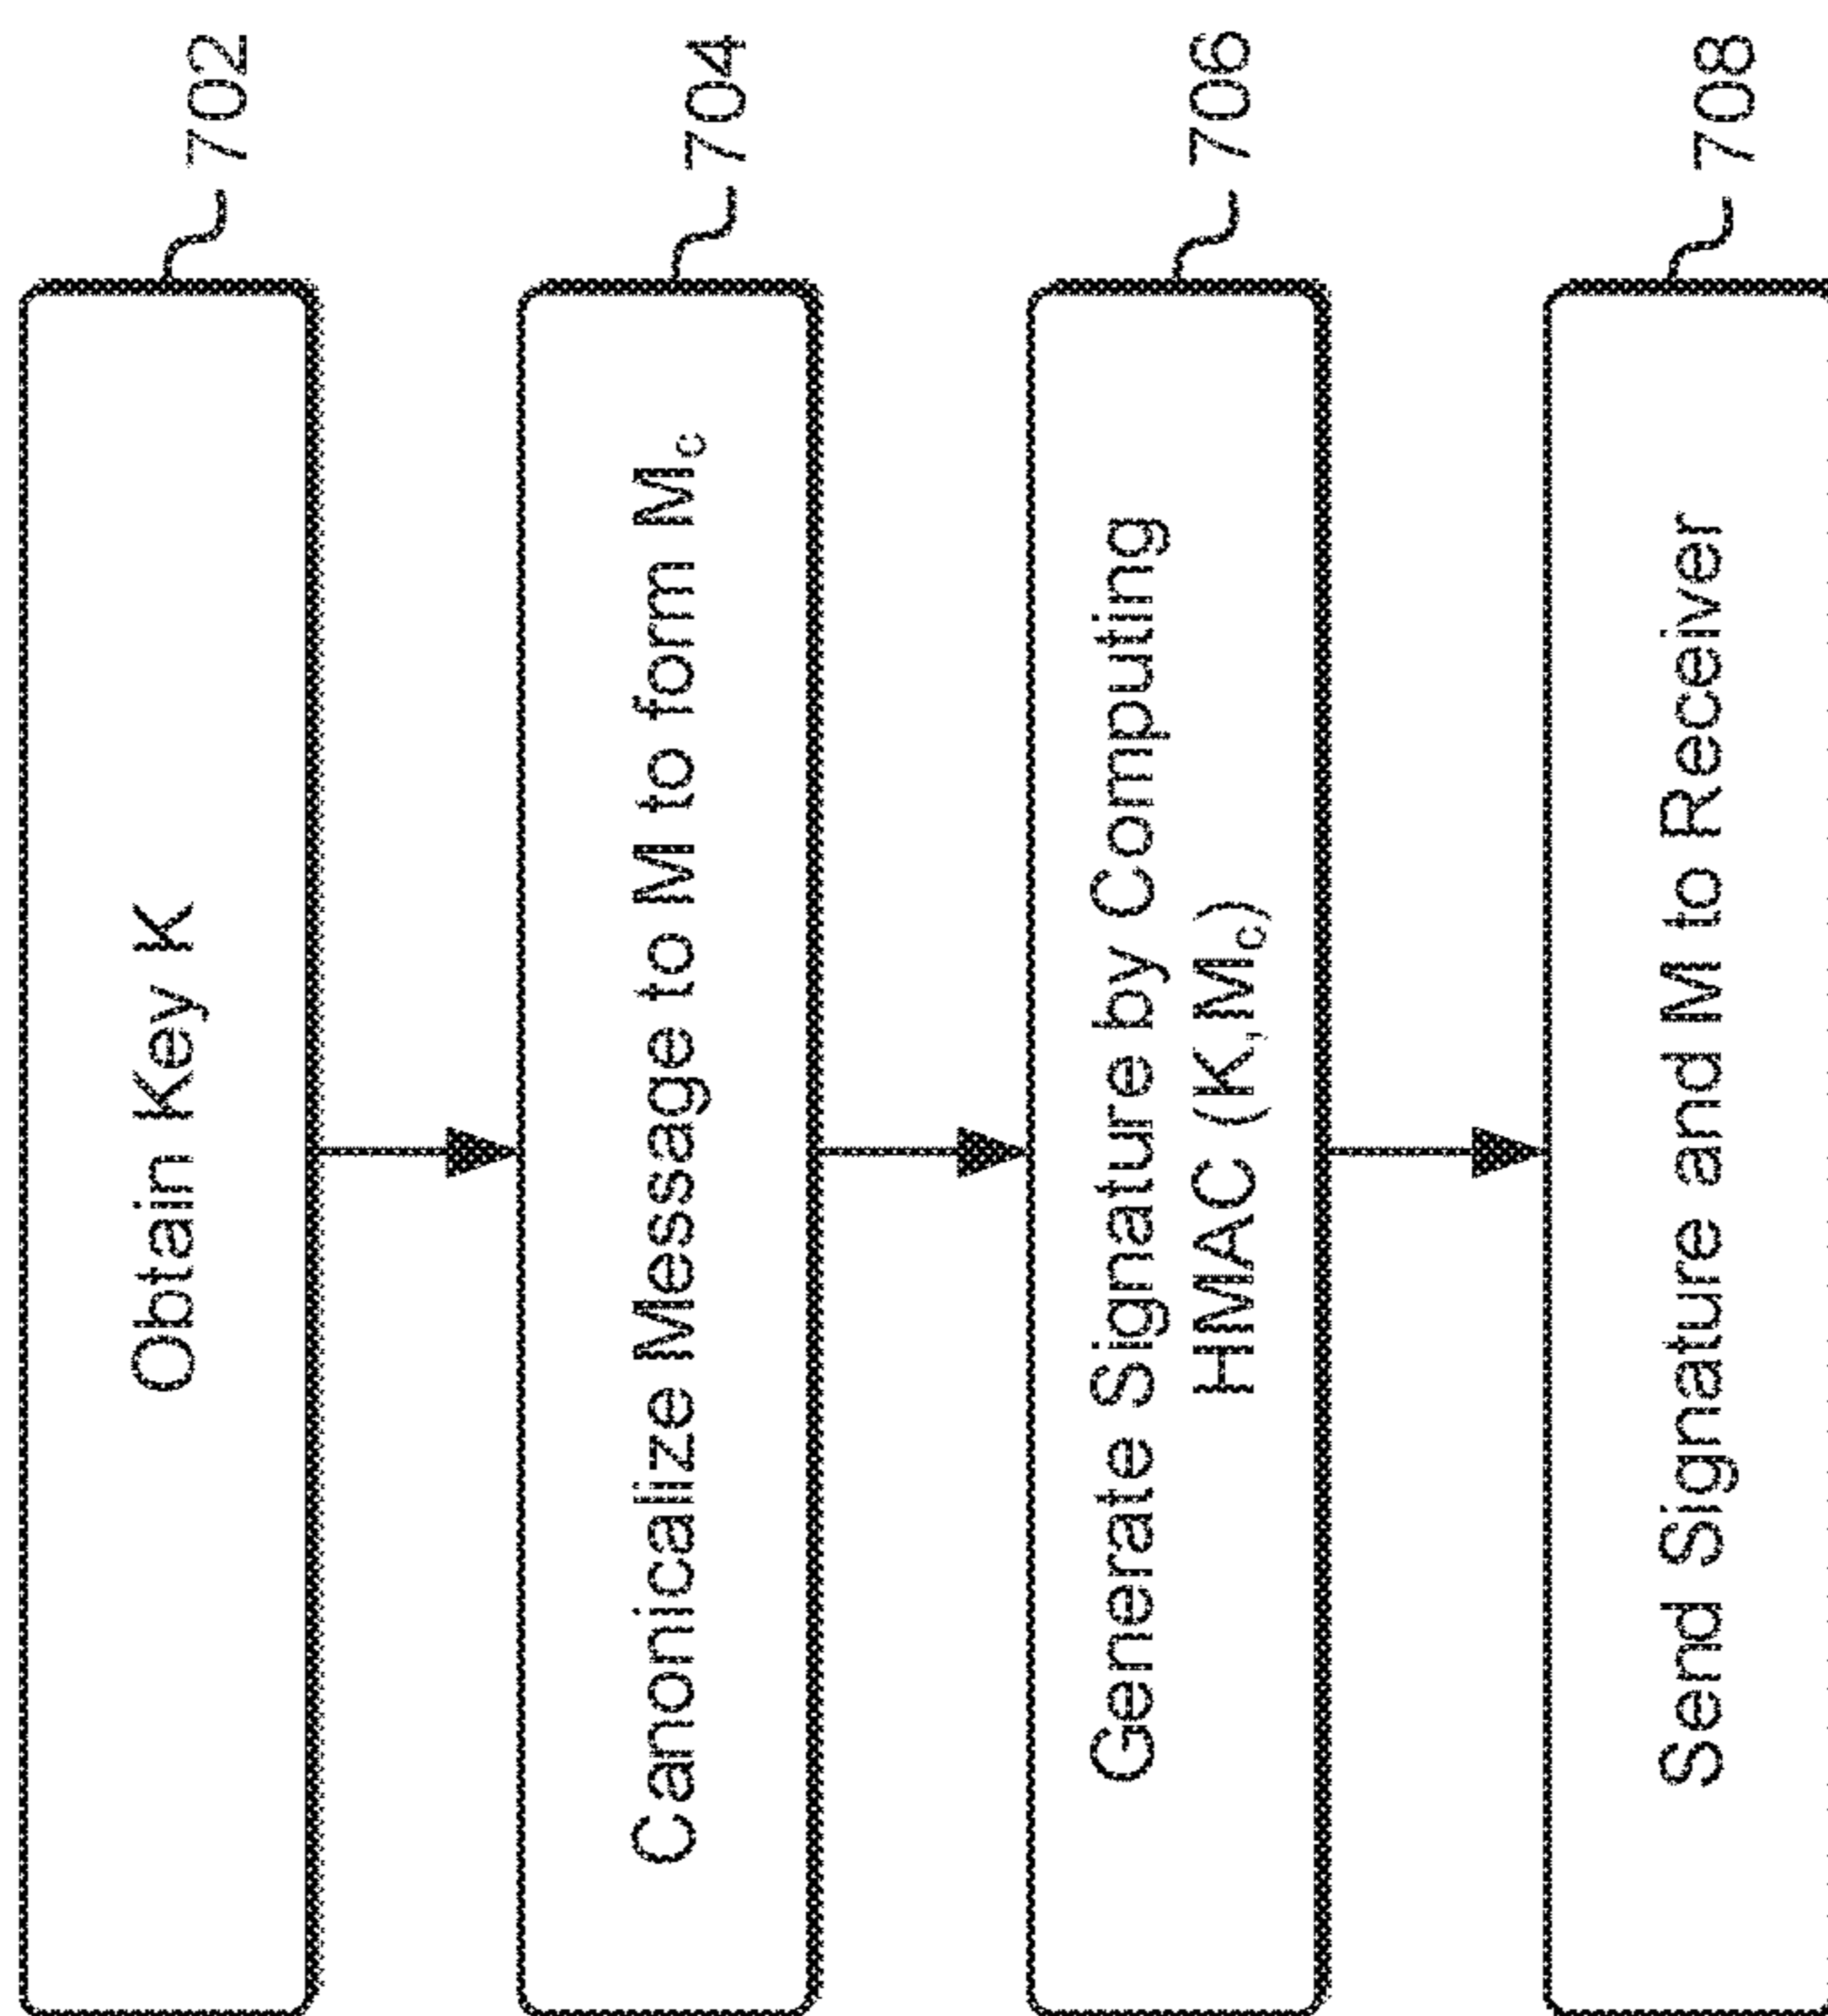 Obtain Key K
702
Canonicalize Message to M to form Mc
704
Generate Signature by Computing
HMAC (K,Mc)
706
Send Signature and M to Receiver
708